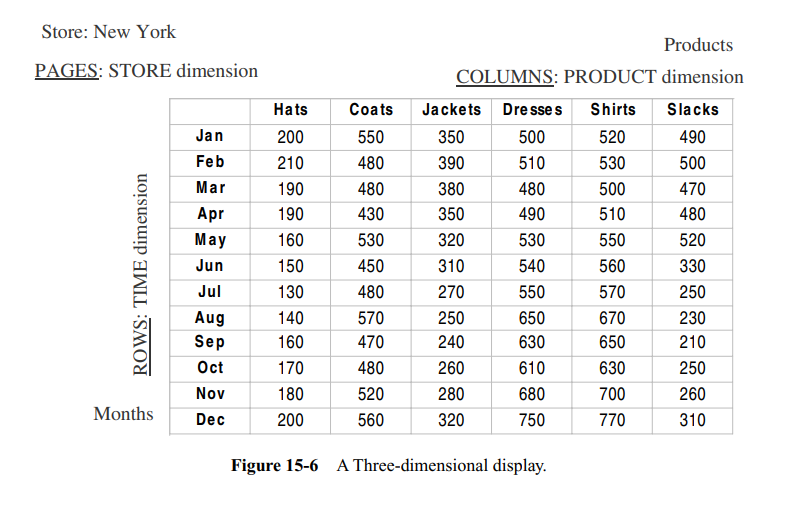 Store: New York
Products
PAGES: STORE dimension
COLUMNS: PRODUCT dimension
Hats Coats Jackets Dresses Shirts Slacks
Jan 200 550 350 500 520 490
Feb 210 480 390 510 530 500
Mar 190 480 380 480 500 470
Apr 190 430 350 490 510 480
May 160 530 320 530 550 520
Jun 150 450 310 540 560 330
Jul 130 480 270 550 570 250
Aug 140 570 250 650 670 230
Sep 160 470 240 630 650 210
Oct 170 480 260 610 630 250
Nov 180 520 280 680 700 260
Dec 200 560 320 750 770 310
ROWS: TIME dimension
Months
Figure 15-6 A Three-dimensional display.